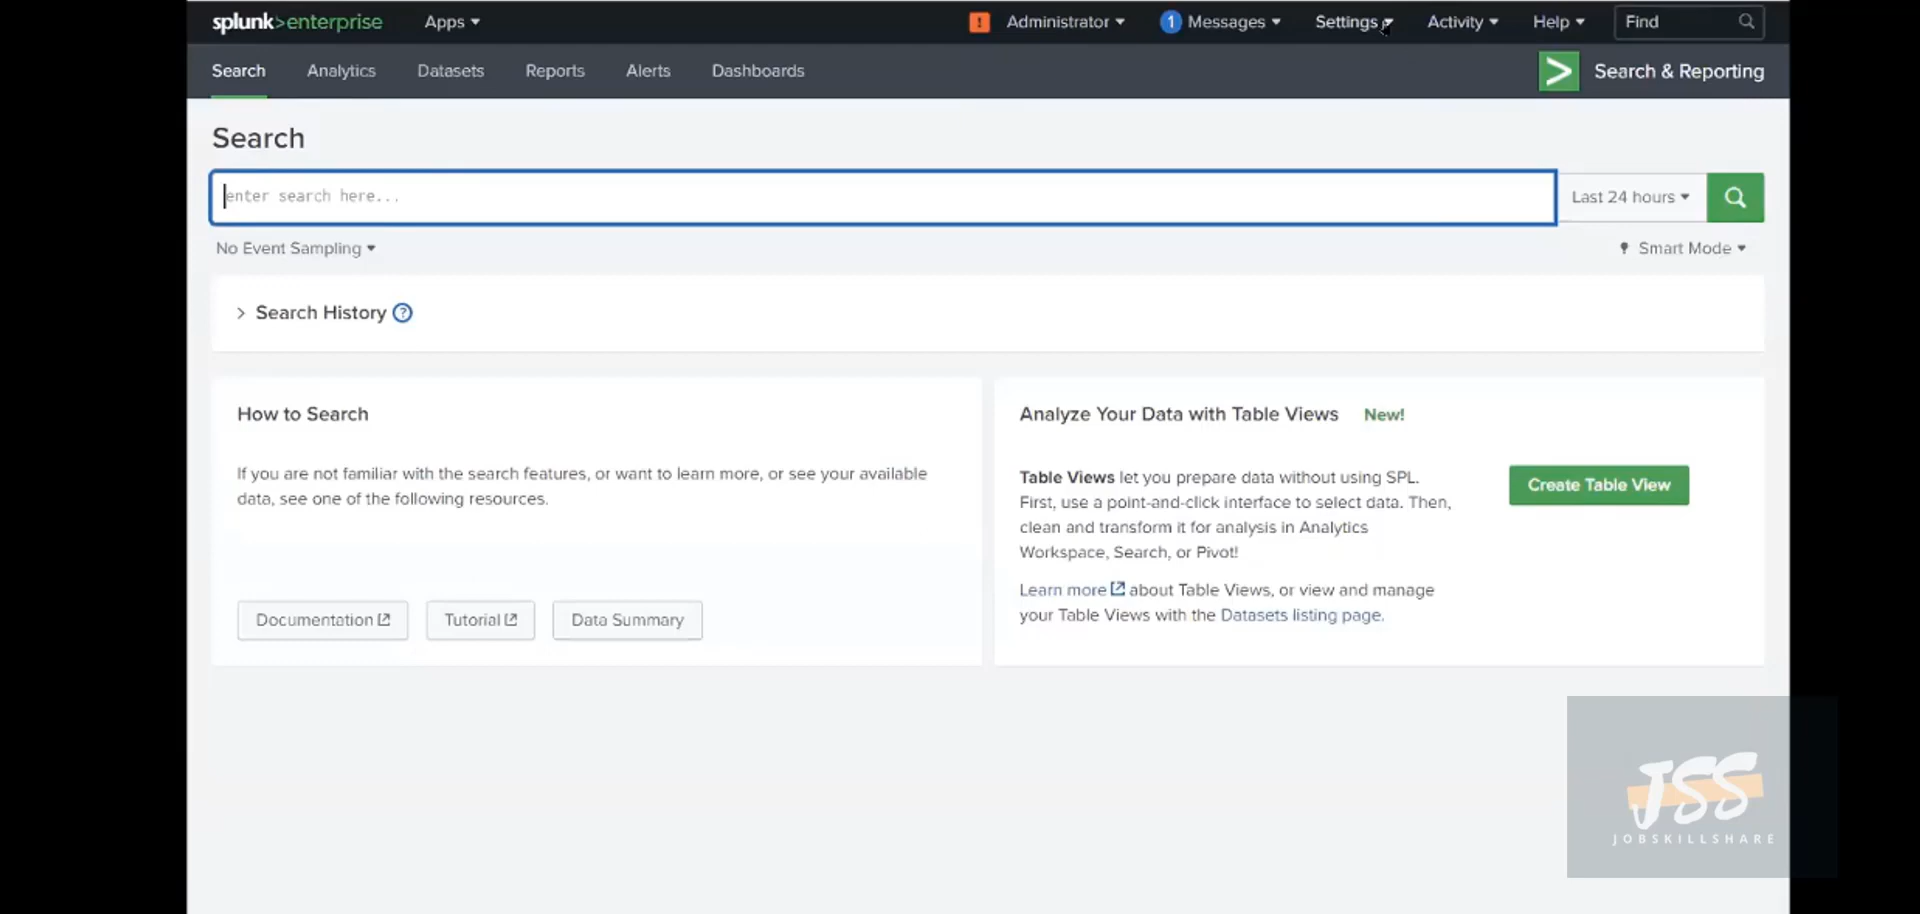 splunk>enterprise Apps ! Administrator 1 Messages Settings Activity Help Find
Search Analytics Datasets Reports Alerts Dashboards > Search & Reporting
Search
enter search here... Last 24 hours
No Event Sampling Smart Mode
> Search History ?
How to Search
If you are not familiar with the search features, or want to learn more, or see your available
data, see one of the following resources.
Documentation Tutorial Data Summary
Analyze Your Data with Table Views New!
Table Views let you prepare data without using SPL.
First, use a point-and-click interface to select data. Then,
clean and transform it for analysis in Analytics
Workspace, Search, or Pivot!
Create Table View
Learn more about Table Views, or view and manage
your Table Views with the Datasets listing page.
JSS
JOBSKILLSHARE